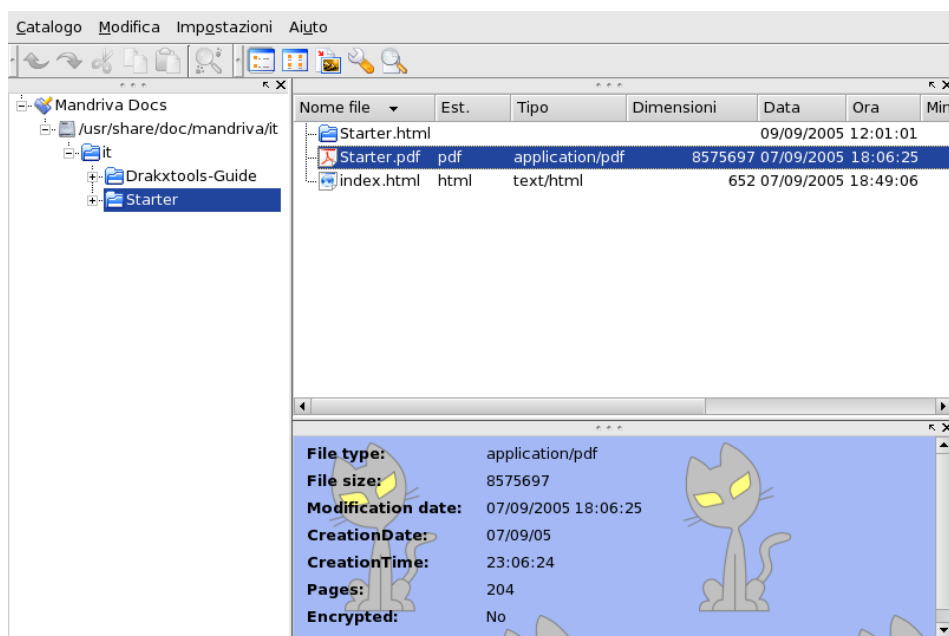 Catalogo Modifica Impostazioni Aiuto
Mandriva Docs
/usr/share/doc/mandriva/it
it
Drakxtools-Guide
Starter
Nome file Est. Tipo Dimensioni Data Ora Min
Starter.html 09/09/2005 12:01:01
Starter.pdf pdf application/pdf 8575697 07/09/2005 18:06:25
index.html html text/html 652 07/09/2005 18:49:06
File type: application/pdf
File size: 8575697
Modification date: 07/09/2005 18:06:25
CreationDate: 07/09/05
CreationTime: 23:06:24
Pages: 204
Encrypted: No